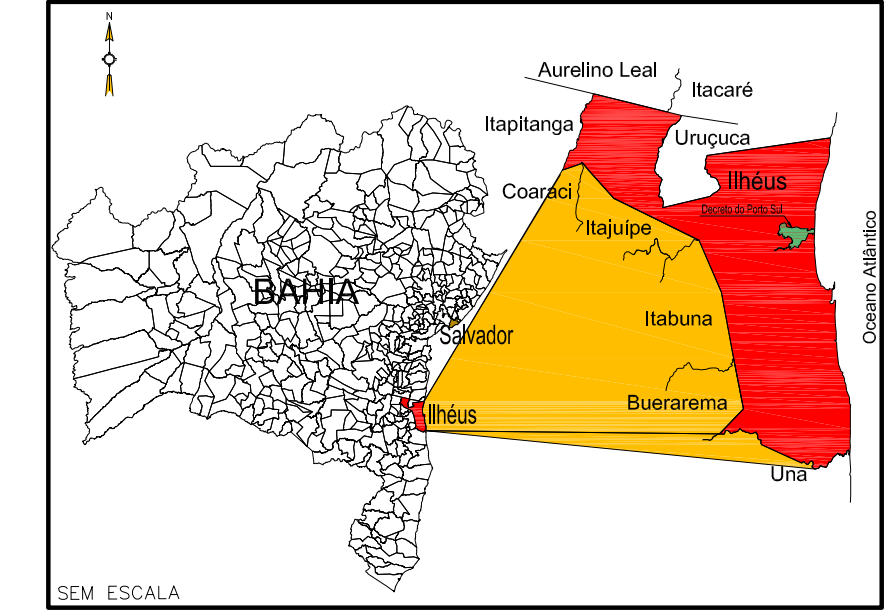 N
Aurelino Leal
Itacaré
Itapitanga
Uruçuca
Ilhéus
Coaraci
Decreto do Porto Sul
Itajuípe
Oceano Atlântico
BAHIA
Salvador
Itabuna
Buerarema
Ilhéus
Una
SEM ESCALA